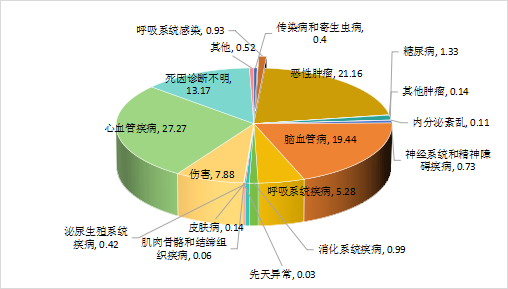 呼吸系统感染, 0.93
传染病和寄生虫病,
0.4
其他, 0.52
糖尿病, 1.33
死因诊断不明,
13.17
恶性肿瘤, 21.16
其他肿瘤, 0.14
内分泌紊乱, 0.11
心血管疾病, 27.27
脑血管病, 19.44
神经系统和精神障
碍疾病, 0.73
伤害, 7.88
呼吸系统疾病, 5.28
泌尿生殖系统
疾病, 0.42
皮肤病, 0.14
肌肉骨骼和结缔组
织疾病, 0.06
消化系统疾病, 0.99
先天异常, 0.03